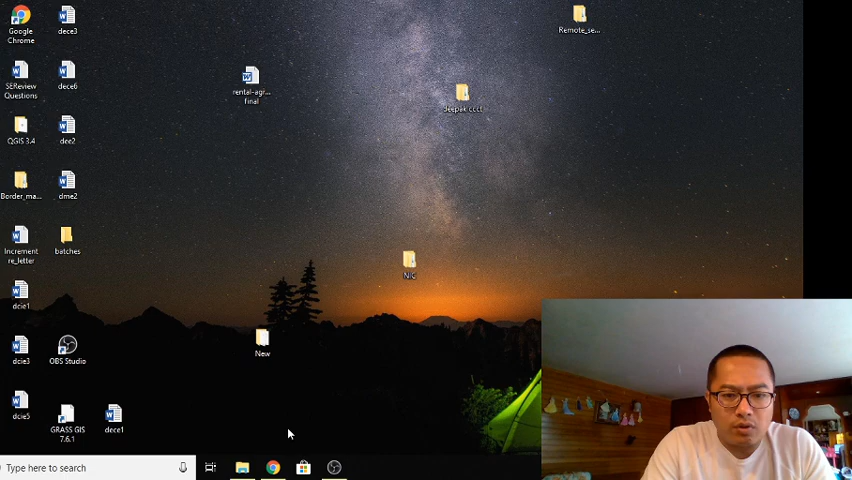 Google
Chrome
dece3
SEReview
Questions
dece6
QGIS 3.4
dee2
Border_ma...
dme2
Increment
re_letter
batches
dcie1
dcie3
OBS Studio
dcie5
GRASS GIS
7.6.1
dece1
rental-agr...
final
deepak ccct
Remote_se...
NIC
New
Type here to search